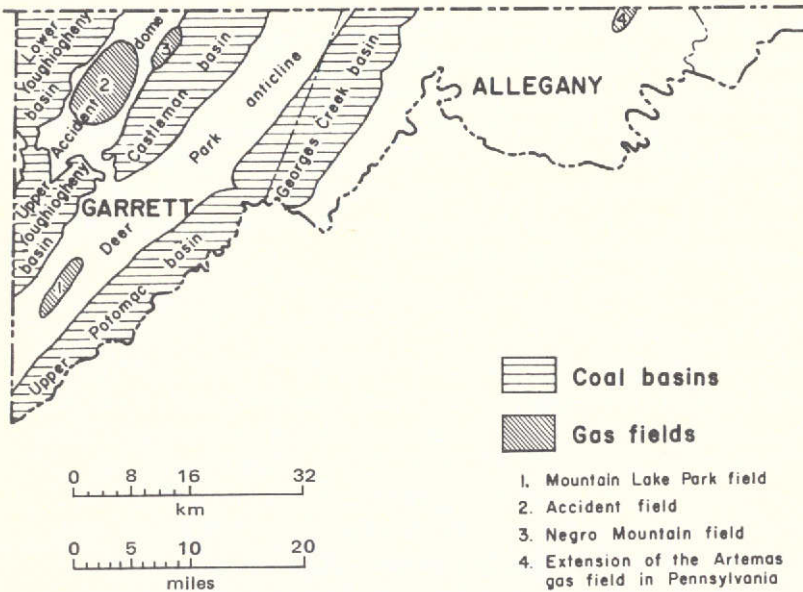 Lower
Youghiogheny
basin
2
Accident
dome
3
Castleman
basin
Deer
Park
anticline
Georges Creek basin
4
ALLEGANY
Upper
Youghiogheny
basin
GARRETT
1
Upper Potomac basin
Coal basins
Gas fields
0 8 16 32
km
0 5 10 20
miles
1. Mountain Lake Park field
2. Accident field
3. Negro Mountain field
4. Extension of the Artemas
gas field in Pennsylvania